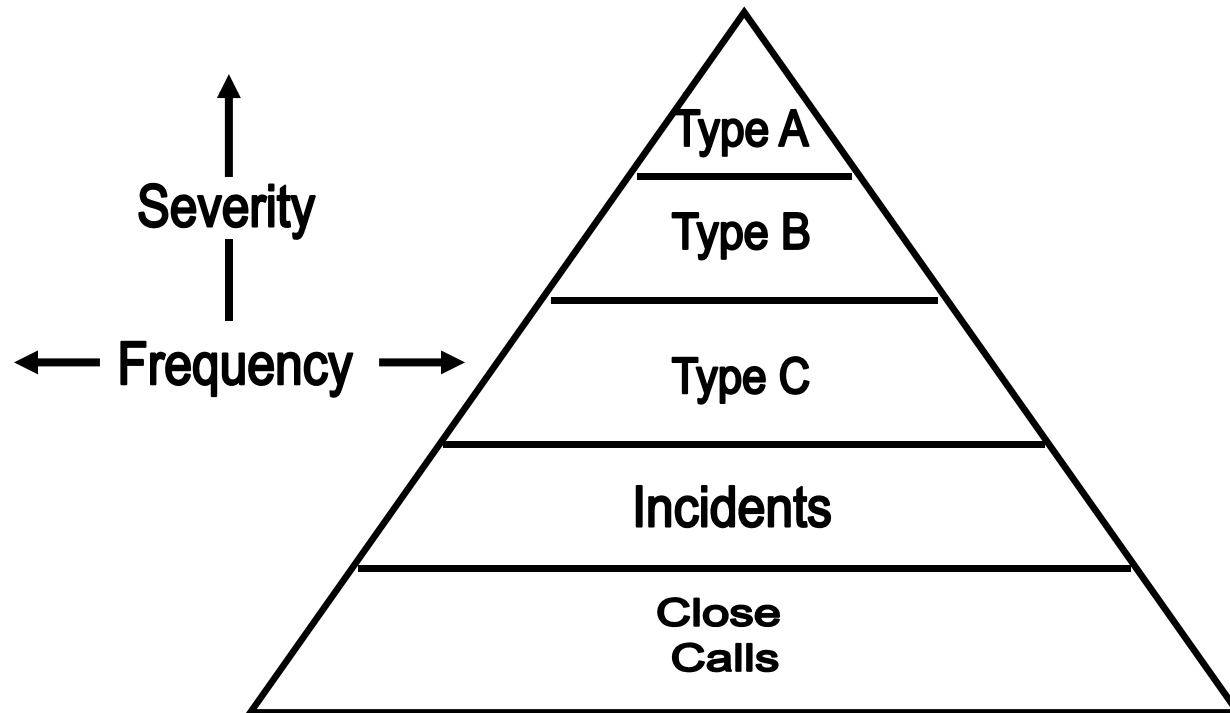 Type A
Severity
Type B
Frequency
Type C
Incidents
Close
Calls